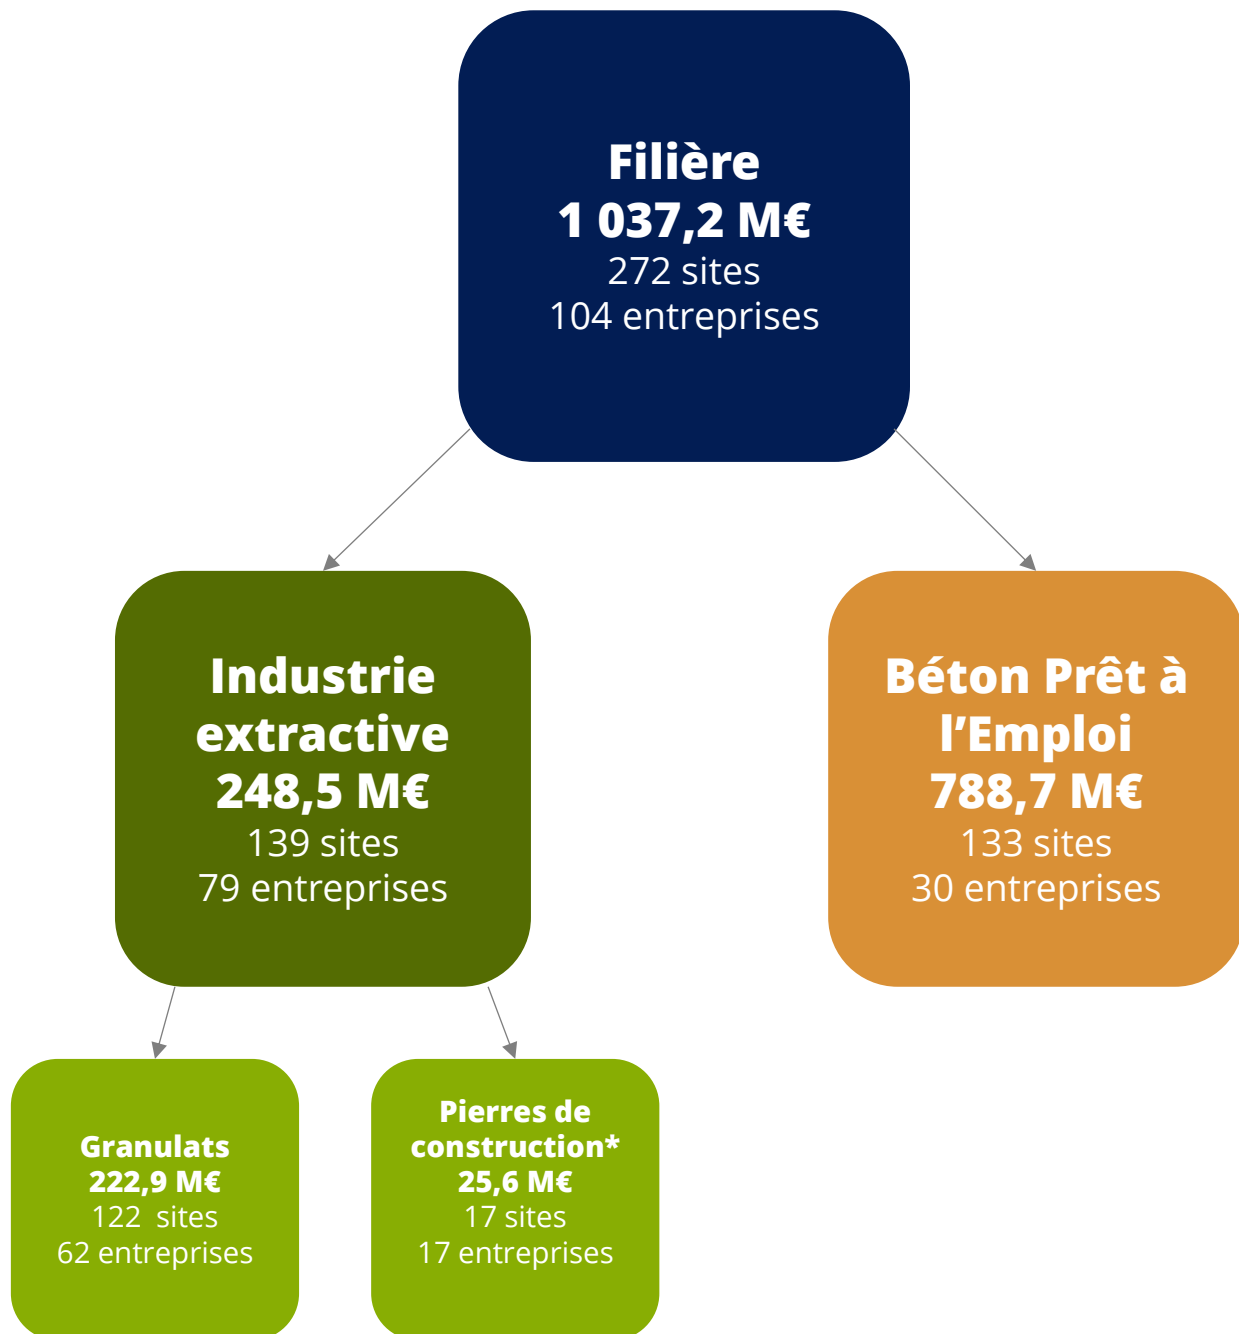 Filière
1 037,2 M€
272 sites
104 entreprises
Industrie
extractive
248,5 M€
139 sites
79 entreprises
Béton Prêt à
l’Emploi
788,7 M€
133 sites
30 entreprises
Granulats
222,9 M€
122 sites
62 entreprises
Pierres de
construction*
25,6 M€
17 sites
17 entreprises